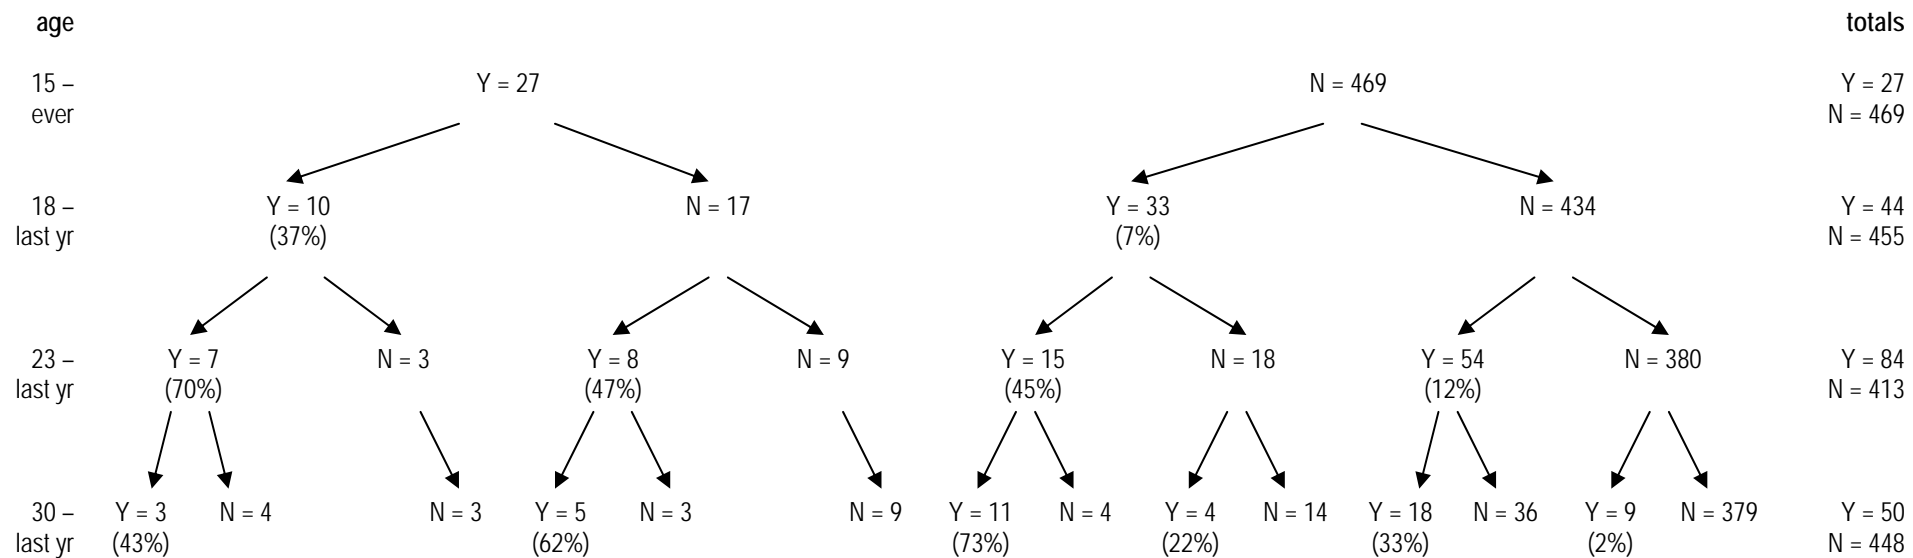 age totals
15 – Y = 27 N = 469 Y = 27
ever N = 469
18 – Y = 10 N = 17 Y = 33 N = 434 Y = 44
last yr (37%) (7%) N = 455
23 – Y = 7 N = 3 Y = 8 N = 9 Y = 15 N = 18 Y = 54 N = 380 Y = 84
last yr (70%) (47%) (45%) (12%) N = 413
30 – Y = 3 N = 4 N = 3 Y = 5 N = 3 N = 9 Y = 11 N = 4 Y = 4 N = 14 Y = 18 N = 36 Y = 9 N = 379 Y = 50
last yr (43%) (62%) (73%) (22%) (33%) (2%) N = 448